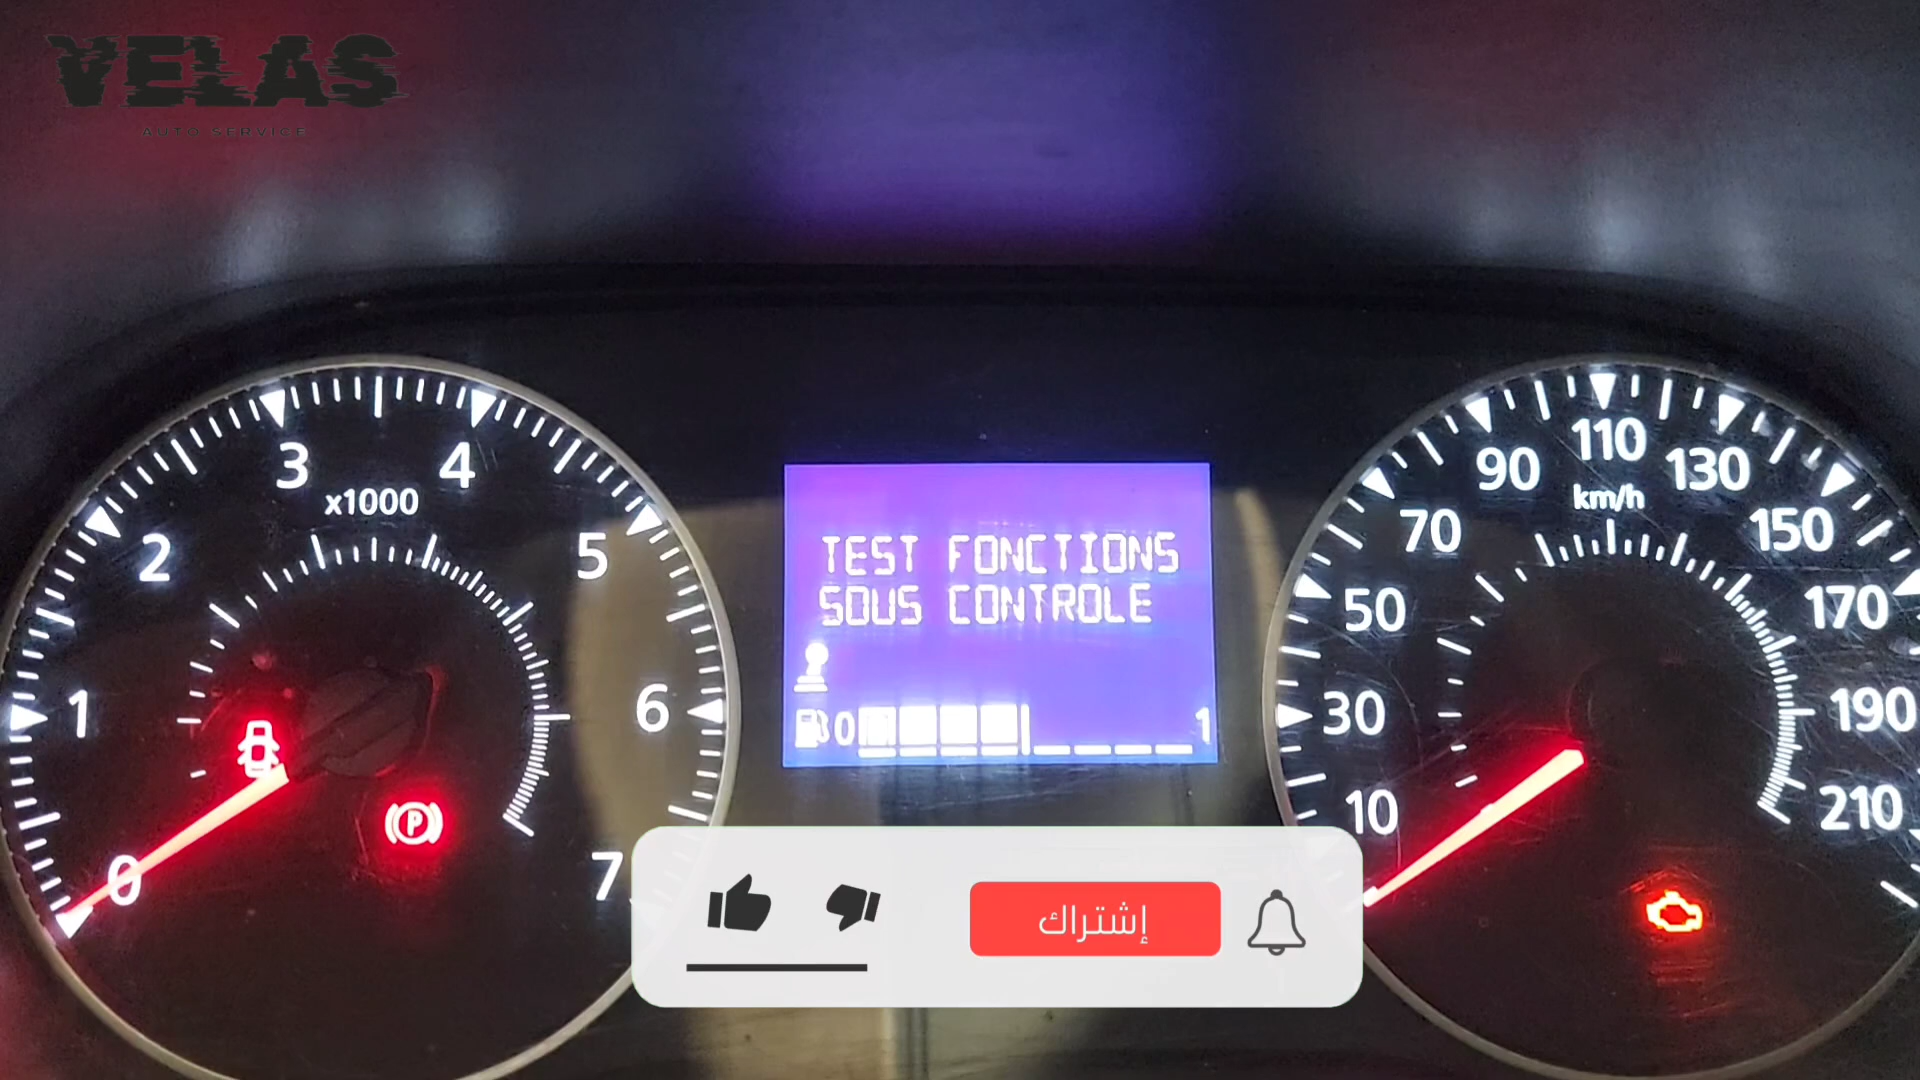 VELAS
AUTO SERVICE
3 4
x1000
2 5
1 6
0 7
P
TEST FONCTIONS
SOUS CONTROLE
0 1
110
90 130
km/h
70 150
50 170
30 190
10 210
إشتراك